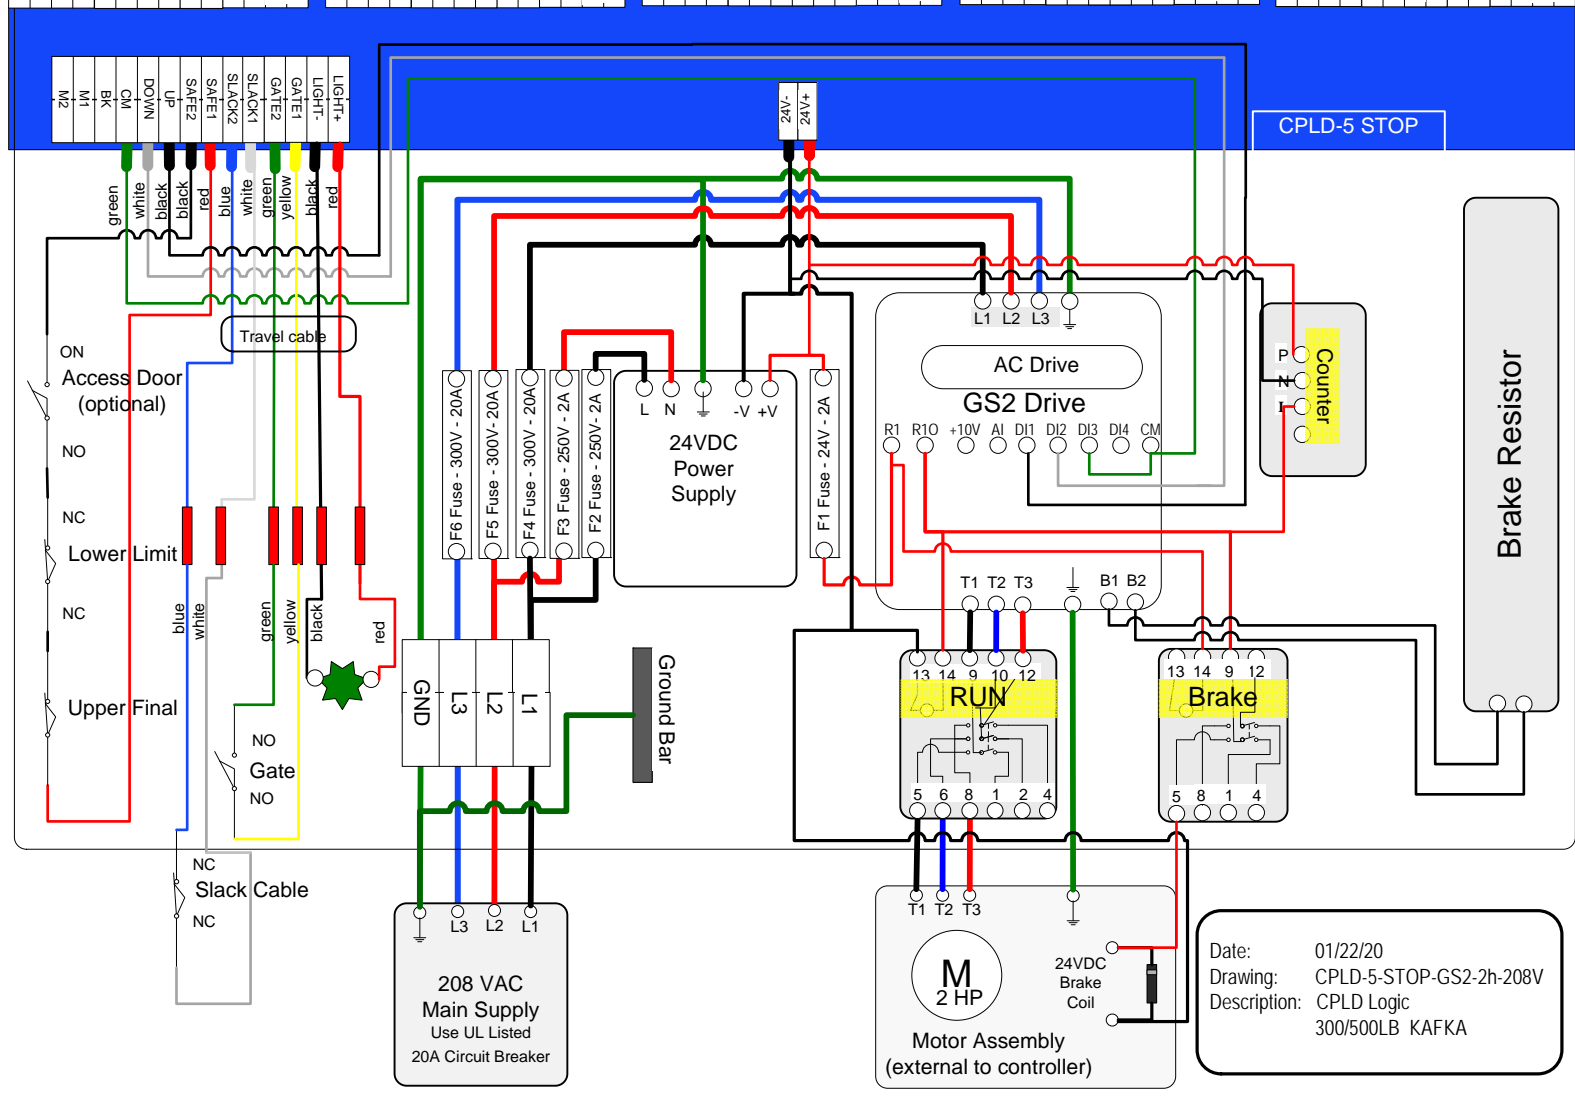 M2
M1
BK
CM
DOWN
UP
SAFE2
SAFE1
SLACK2
SLACK1
GATE2
GATE1
LIGHT-
LIGHT+
24V-
24V+
CPLD-5 STOP
green
white
black
black
red
blue
white
green
yellow
black
red
Travel cable
ON
Access Door
(optional)
NO
NC
Lower Limit
NC
Upper Final
blue
white
green
yellow
black
red
NO
Gate
NO
NC
Slack Cable
NC
F6 Fuse - 300V - 20A
F5 Fuse - 300V- 20A
F4 Fuse - 300V - 20A
F3 Fuse - 250V - 2A
F2 Fuse - 250V - 2A
L
N
-V
+V
24VDC
Power
Supply
F1 Fuse - 24V - 2A
L1
L2
L3
AC Drive
GS2 Drive
R1
R1O
+10V
AI
DI1
DI2
DI3
DI4
CM
T1
T2
T3
B1
B2
P
N
I
Counter
Brake Resistor
GND
L3
L2
L1
Ground Bar
13
14
9
10
12
RUN
5
6
8
1
2
4
13
14
9
12
Brake
5
8
1
4
L3
L2
L1
208 VAC
Main Supply
Use UL Listed
20A Circuit Breaker
T1
T2
T3
M
2 HP
24VDC
Brake
Coil
Motor Assembly
(external to controller)
Date: 01/22/20
Drawing: CPLD-5-STOP-GS2-2h-208V
Description: CPLD Logic
300/500LB KAFKA